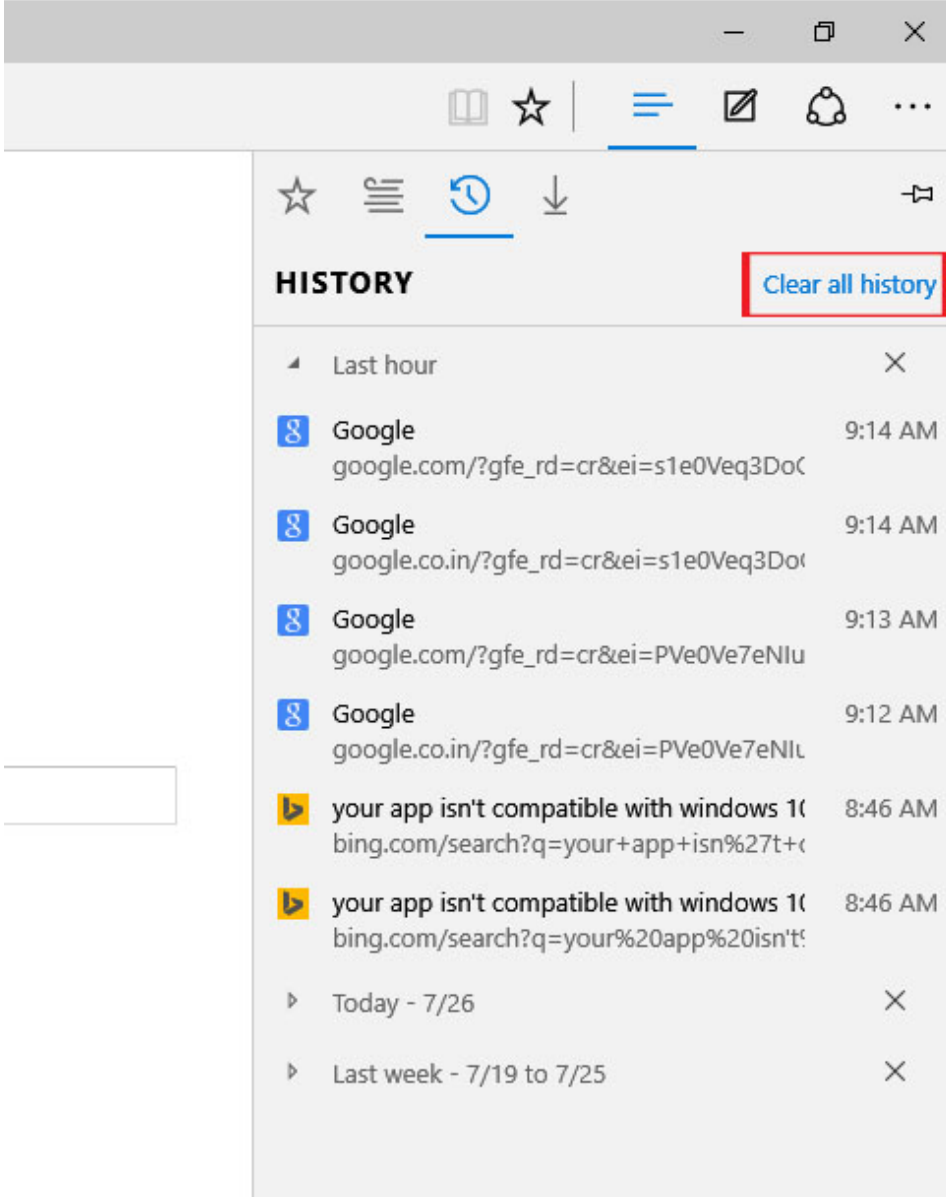 HISTORY Clear all history
Last hour
Google 9:14 AM
google.com/?gfe_rd=cr&ei=s1e0Veq3Do
Google 9:14 AM
google.co.in/?gfe_rd=cr&ei=s1e0Veq3Do
Google 9:13 AM
google.com/?gfe_rd=cr&ei=PVe0Ve7eNIu
Google 9:12 AM
google.co.in/?gfe_rd=cr&ei=PVe0Ve7eNIu
your app isn't compatible with windows 10 8:46 AM
bing.com/search?q=your+app+isn%27t+
your app isn't compatible with windows 10 8:46 AM
bing.com/search?q=your%20app%20isn't
Today - 7/26
Last week - 7/19 to 7/25